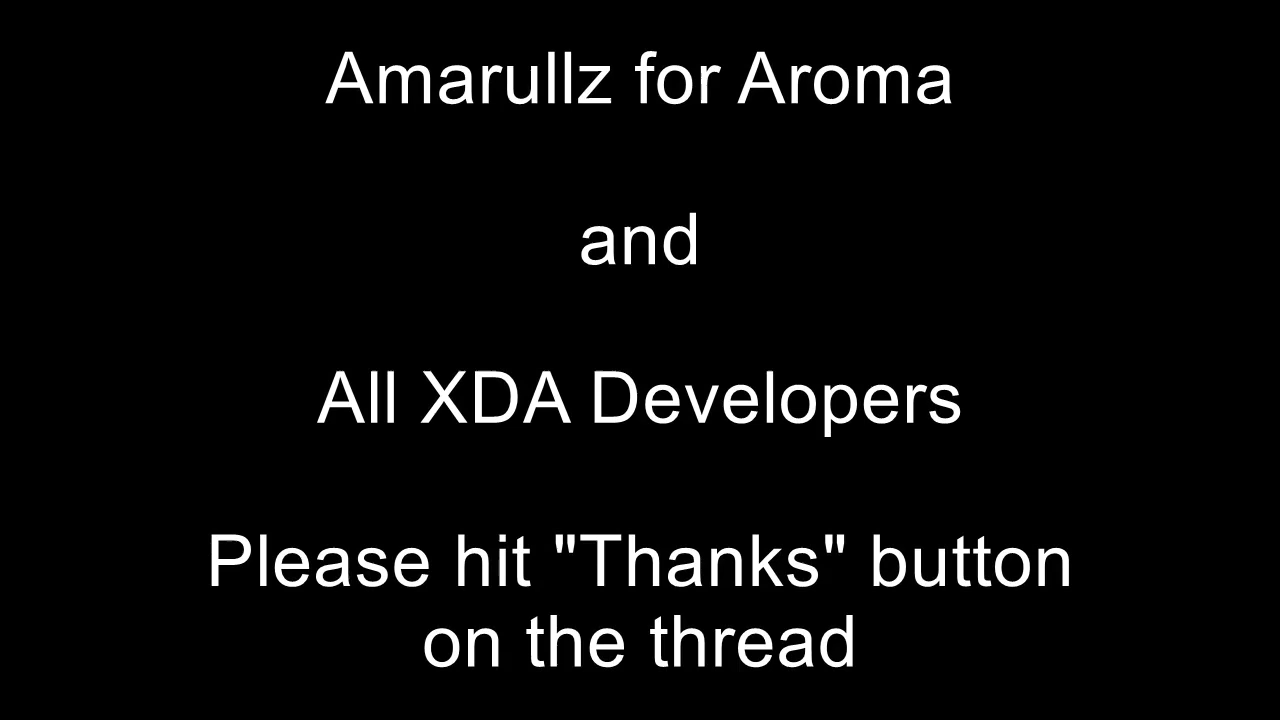 Amarullz for Aroma
and
All XDA Developers
Please hit "Thanks" button
on the thread